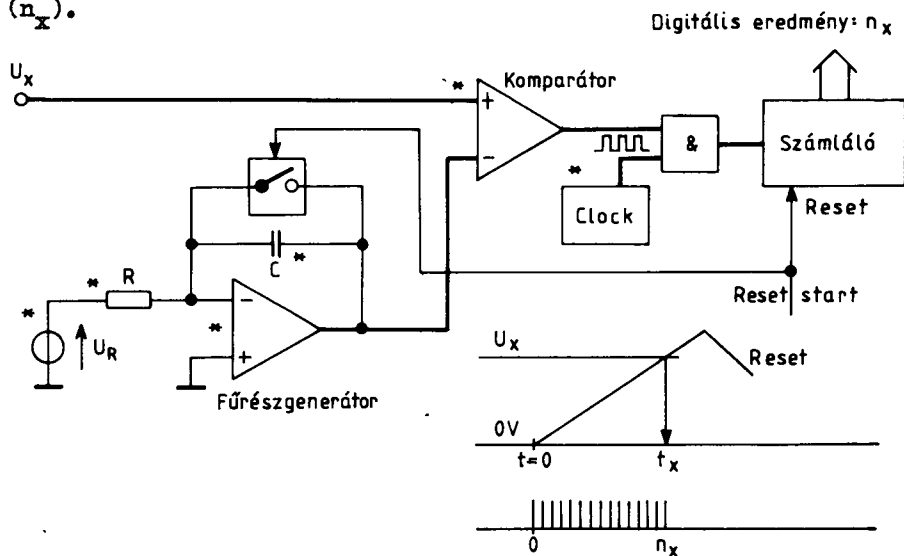 (nx).
Digitális eredmény: nx
Ux
*
Komparátor
+
-
&
Számláló
*
Clock
Reset
C *
* R
*
UR
-
*
+
Fűrészgenerátor
Reset start
Ux
Reset
0V
t=0
tx
0
nx